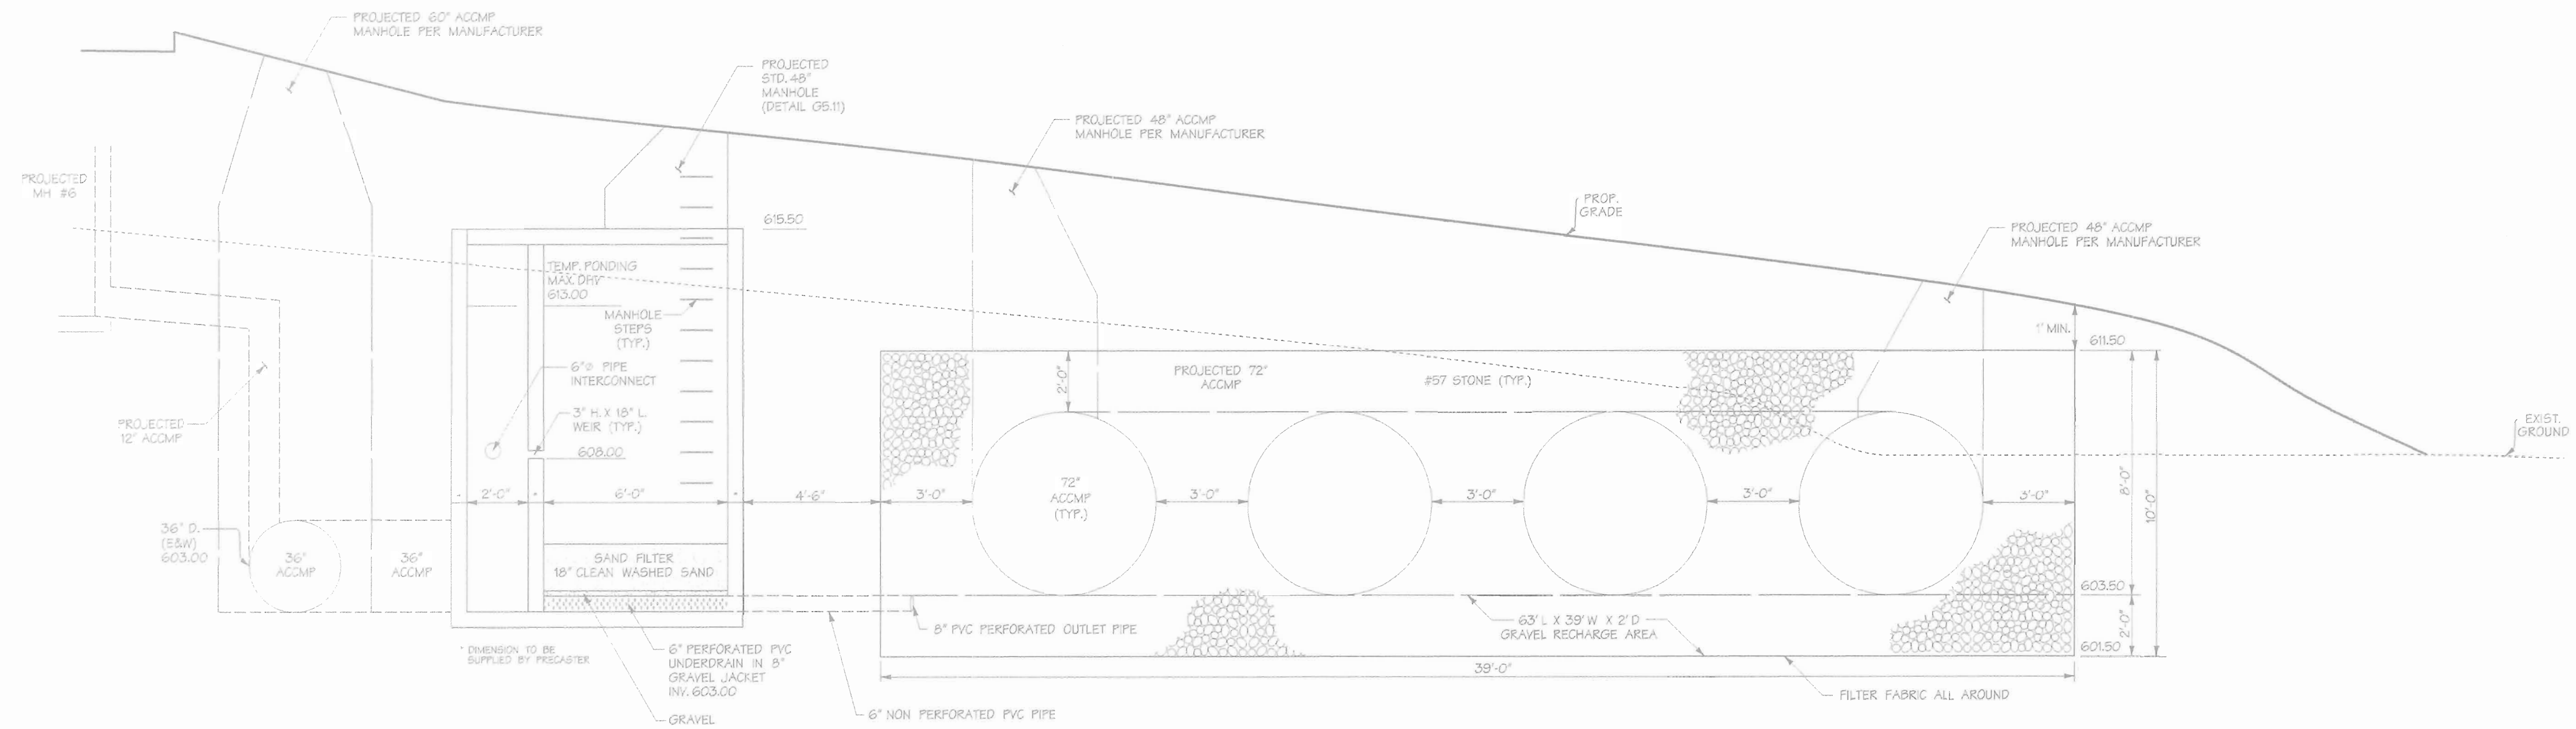 PROJECTED 60" ACCMP
MANHOLE PER MANUFACTURER
PROJECTED
STD. 48"
MANHOLE
(DETAIL G5.11)
PROJECTED 48" ACCMP
MANHOLE PER MANUFACTURER
PROJECTED
MH #6
PROP.
GRADE
615.50
PROJECTED 48" ACCMP
MANHOLE PER MANUFACTURER
TEMP. PONDING
MAX. DRY
613.00
MANHOLE
STEPS
(TYP.)
1' MIN.
611.50
6"Ø PIPE
INTERCONNECT
2'-0"
PROJECTED 72"
ACCMP
#57 STONE (TYP.)
3" H. X 18" L.
WEIR (TYP.)
608.00
PROJECTED
12" ACCMP
EXIST.
GROUND
2'-0"
6'-0"
4'-6"
3'-0"
72"
ACCMP
(TYP.)
3'-0"
3'-0"
3'-0"
3'-0"
8'-0"
10'-0"
36" D.
(E&W)
603.00
36"
ACCMP
36"
ACCMP
SAND FILTER
18" CLEAN WASHED SAND
603.50
8" PVC PERFORATED OUTLET PIPE
63' L X 39' W X 2' D
GRAVEL RECHARGE AREA
2'-0"
601.50
* DIMENSION TO BE
SUPPLIED BY PRECASTER
6" PERFORATED PVC
UNDERDRAIN IN 8"
GRAVEL JACKET
INV. 603.00
39'-0"
FILTER FABRIC ALL AROUND
GRAVEL
6" NON PERFORATED PVC PIPE